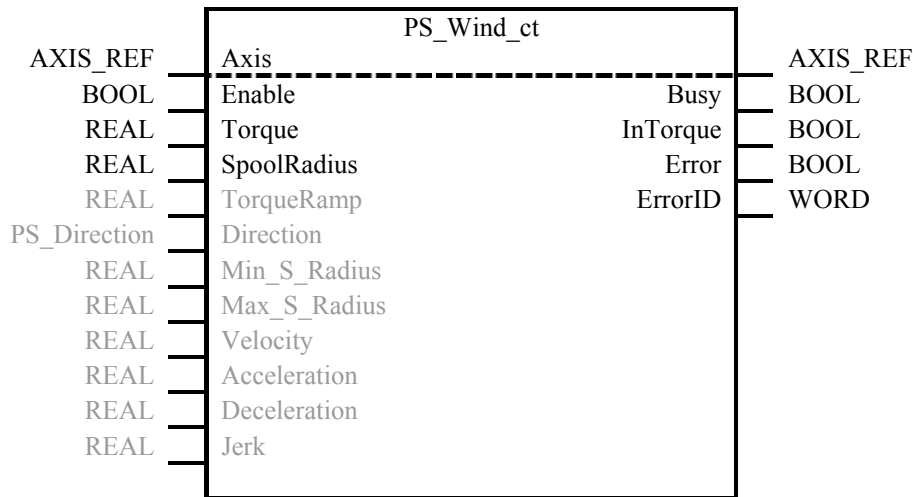 PS_Wind_ct
AXIS_REF Axis AXIS_REF
BOOL Enable Busy BOOL
REAL Torque InTorque BOOL
REAL SpoolRadius Error BOOL
REAL TorqueRamp ErrorID WORD
PS_Direction Direction
REAL Min_S_Radius
REAL Max_S_Radius
REAL Velocity
REAL Acceleration
REAL Deceleration
REAL Jerk